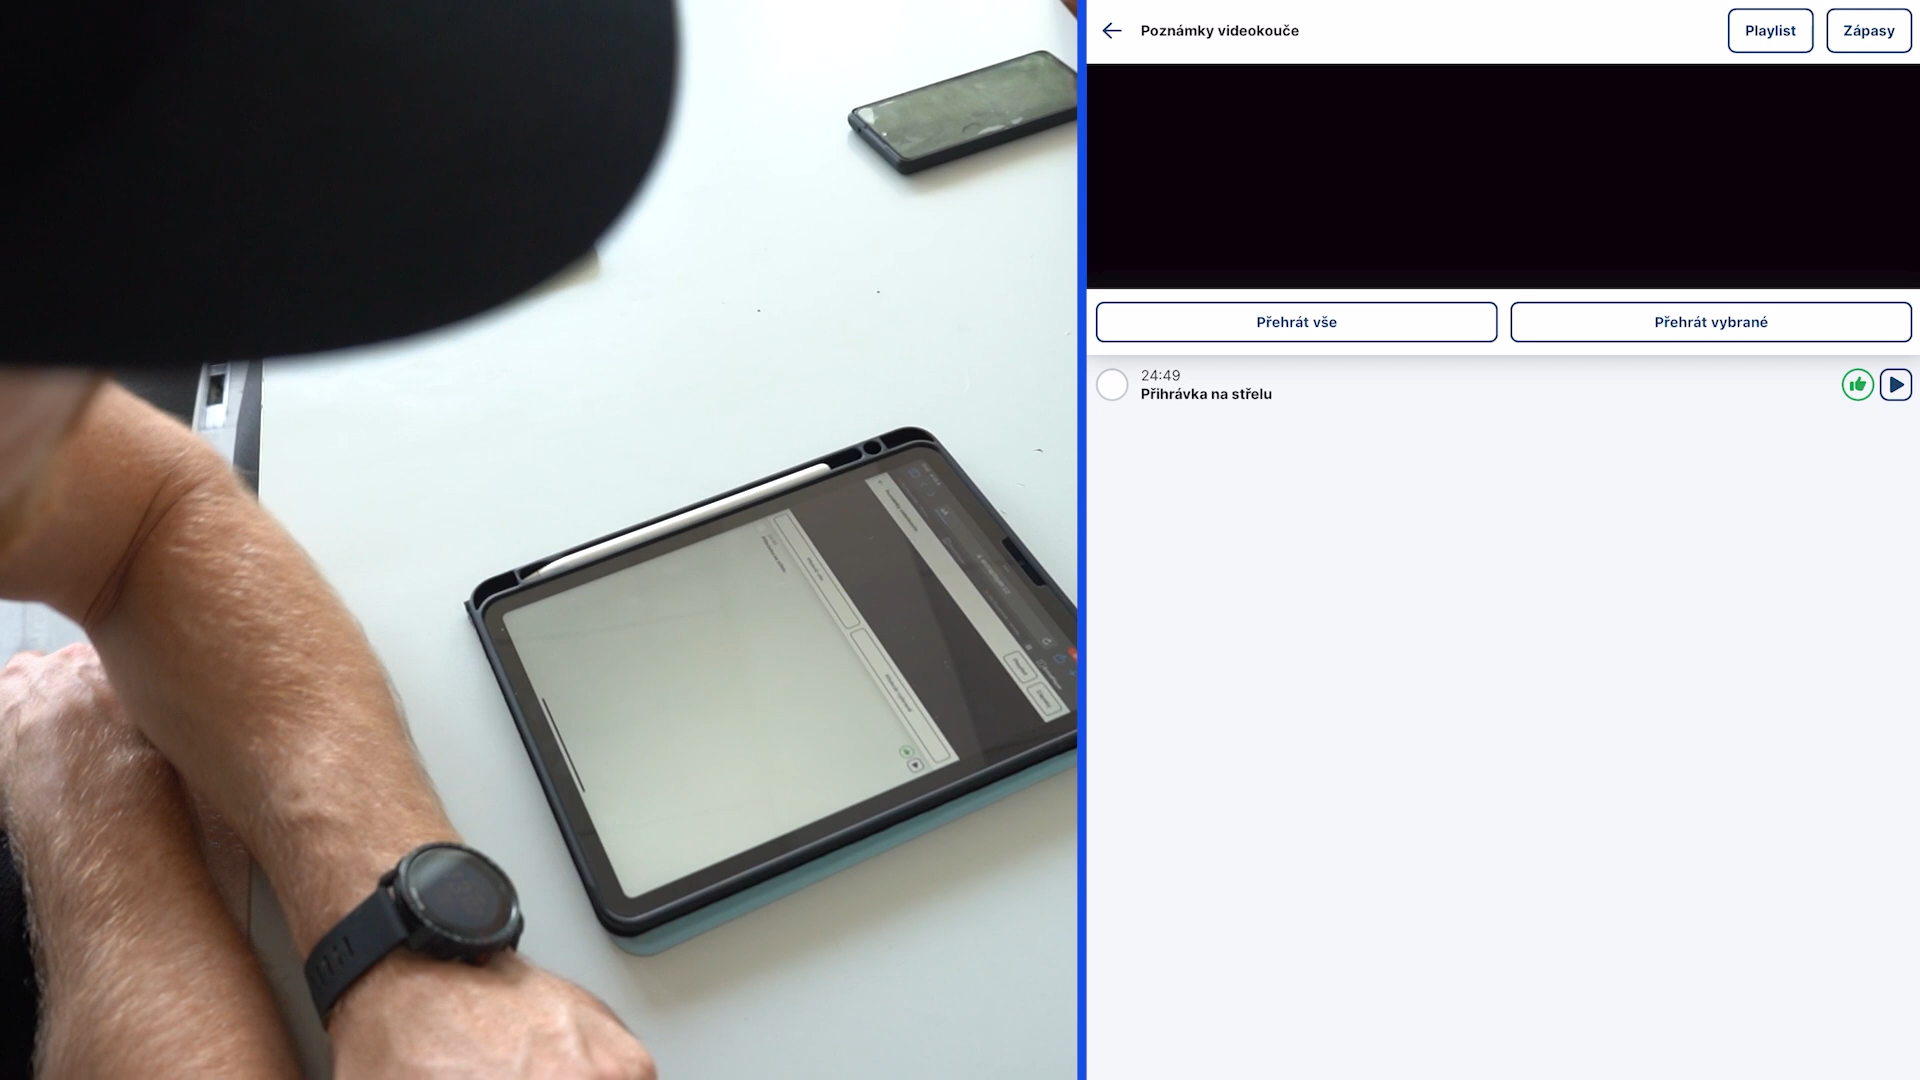 Poznámky videokouče
Playlist
Zápasy
Přehrát vše
Přehrát vybrané
24:49
Přihrávka na střelu